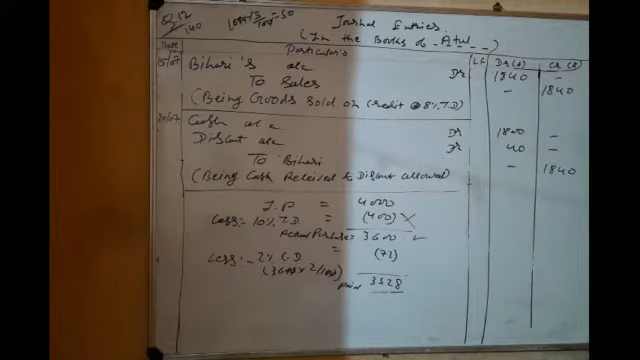 Q 12
140
Journal Entries
(In the Books of - Atul - -)
Date Particulars L.F Dr (₹) Cr (₹)
15/07 Bihari's a/c Dr 1840 -
To Sales - 1840
(Being Goods sold on Credit @ 8% T.D)
20/07 Cash a/c Dr 1800 -
Discount a/c Dr 40 -
To Bihari - 1840
(Being Cash Received & Discount allowed)
L.P = 4000
Less:- 10% T.D. = (400)
Actual Purchase = 3600
=
Less:- 2% C.D (72)
(3600 x 2/100)
Paid 3528